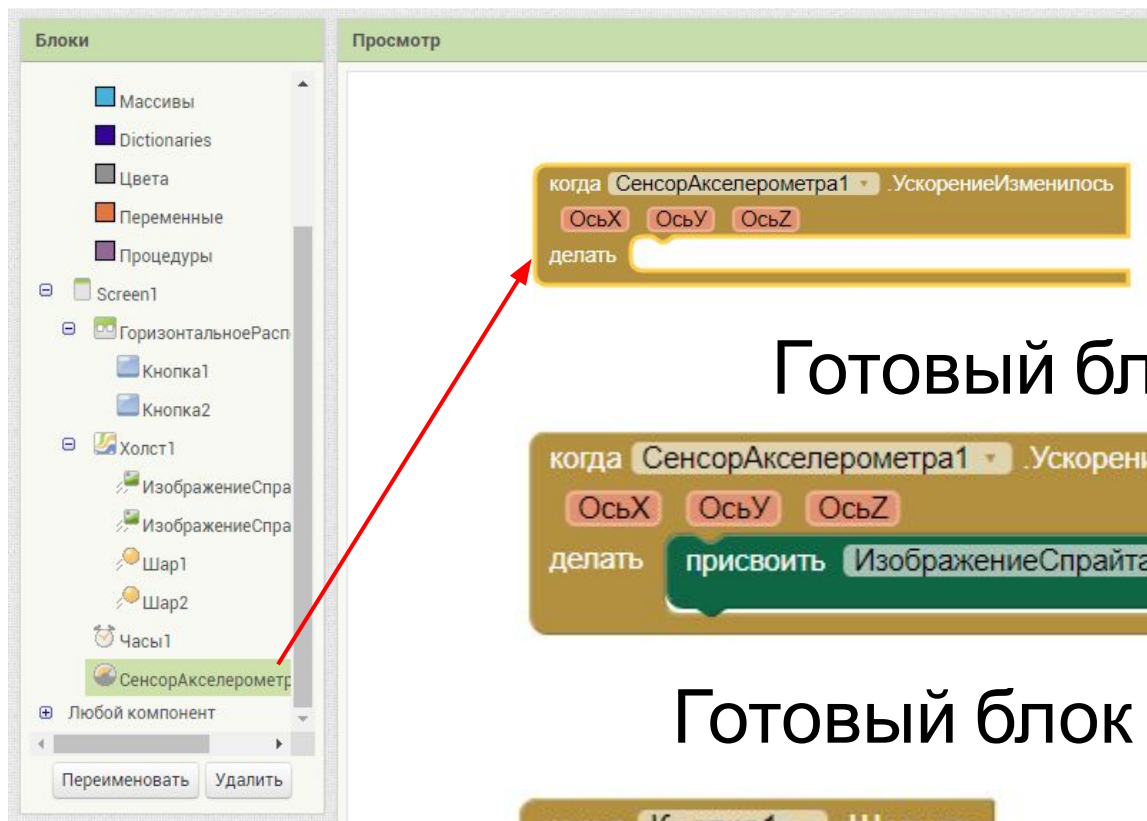 Блоки
Просмотр
Массивы
Dictionaries
Цвета
Переменные
Процедуры
Screen1
ГоризонтальноеРасп
Кнопка1
Кнопка2
Холст1
ИзображениеСпра
ИзображениеСпра
Шар1
Шар2
Часы1
СенсорАкселерометр
Любой компонент
Переименовать Удалить
когда СенсорАкселерометра1 .УскорениеИзменилось
ОсьX ОсьУ ОсьZ
делать
Готовый бл
когда СенсорАкселерометра1 .Ускорени
ОсьX ОсьУ ОсьZ
делать присвоить ИзображениеСпрайта
Готовый блок